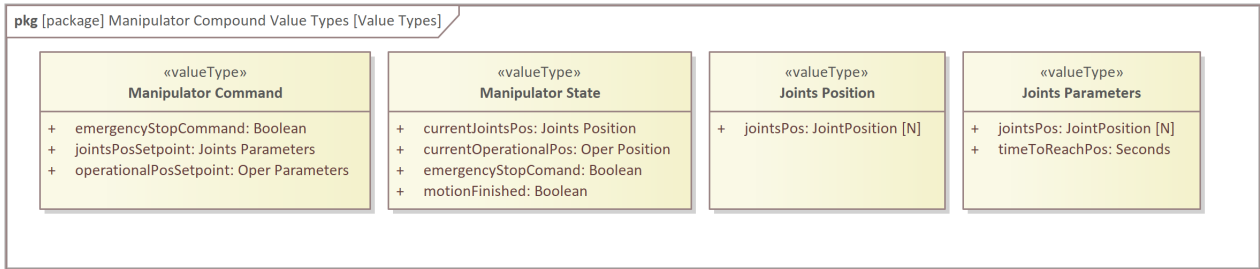 pkg [package] Manipulator Compound Value Types [Value Types]
«valueType»
Manipulator Command
+ emergencyStopCommand: Boolean
+ jointsPosSetpoint: Joints Parameters
+ operationalPosSetpoint: Oper Parameters
«valueType»
Manipulator State
+ currentJointsPos: Joints Position
+ currentOperationalPos: Oper Position
+ emergencyStopComand: Boolean
+ motionFinished: Boolean
«valueType»
Joints Position
+ jointsPos: JointPosition [N]
«valueType»
Joints Parameters
+ jointsPos: JointPosition [N]
+ timeToReachPos: Seconds